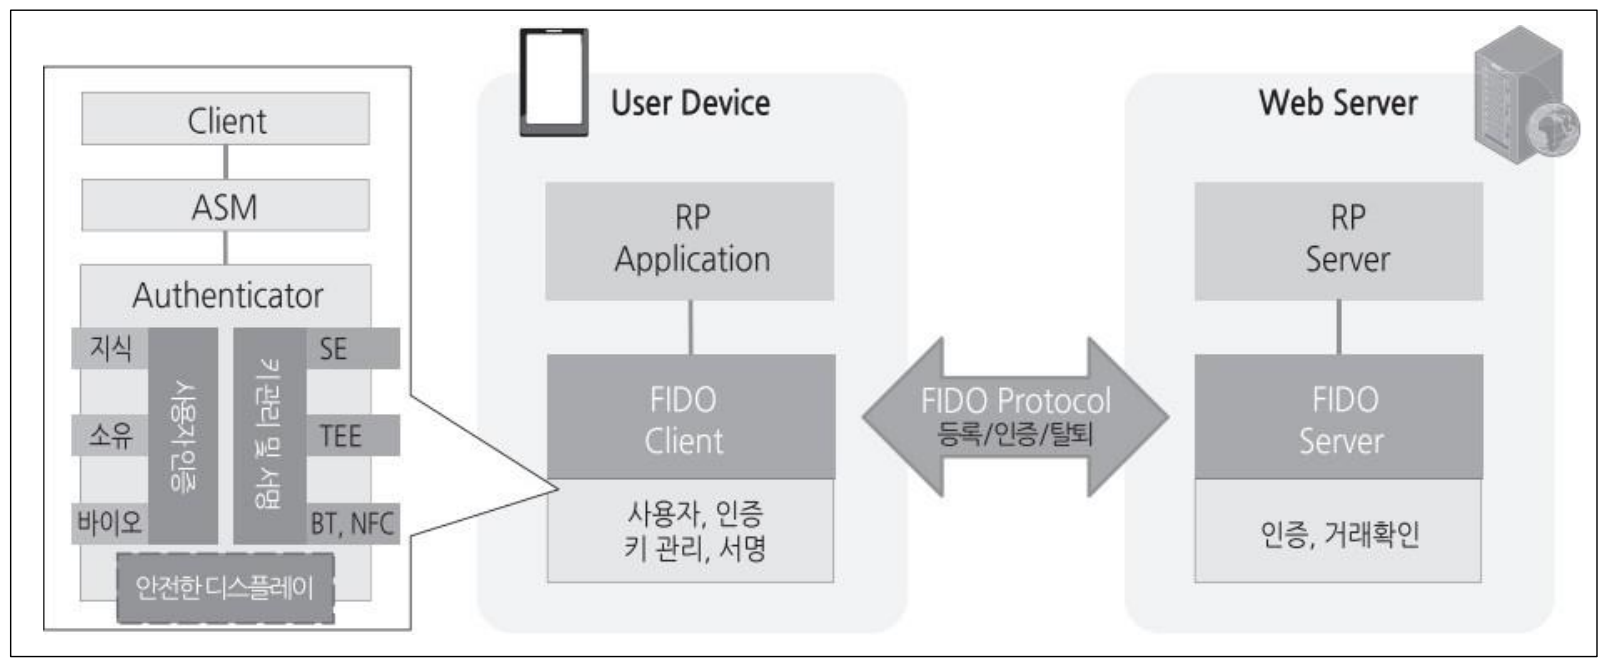 Client
ASM
Authenticator
지식
소유
바이오
사용자인증
키관리 및 서명
SE
TEE
BT, NFC
안전한 디스플레이
User Device
RP
Application
FIDO
Client
사용자, 인증
키 관리, 서명
FIDO Protocol
등록/인증/탈퇴
Web Server
RP
Server
FIDO
Server
인증, 거래확인